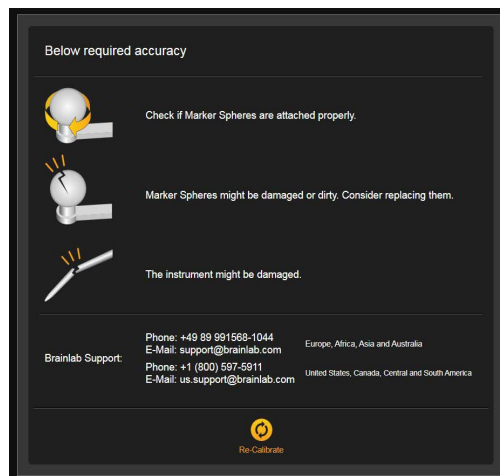 Below required accuracy
Check if Marker Spheres are attached properly.
Marker Spheres might be damaged or dirty. Consider replacing them.
The instrument might be damaged.
Brainlab Support:
Phone: +49 89 991568-1044
E-Mail: support@brainlab.com
Europe, Africa, Asia and Australia
Phone: +1 (800) 597-5911
E-Mail: us.support@brainlab.com
United States, Canada, Central and South America
Re-Calibrate